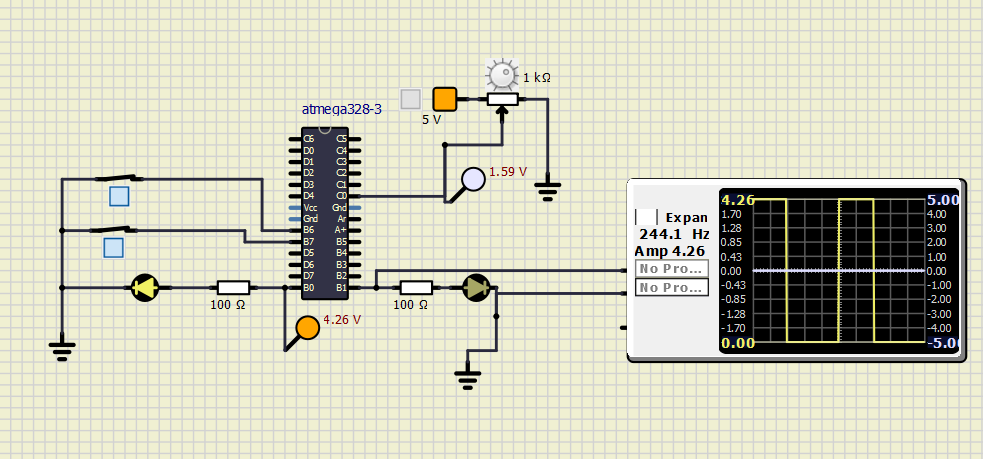 1 kΩ
atmega328-3
5 V
C6 C5
D0 C4
D1 C3
D2 C2
D3 C1
D4 C0
Vcc Gnd
Gnd Ar
B6 A+
B7 B5
D5 B4
D6 B3
D7 B2
B0 B1
1.59 V
100 Ω
100 Ω
4.26 V
Expan
244.1 Hz
Amp 4.26
No Pro...
No Pro...
4.26 5.00
1.70 4.00
1.28 3.00
0.85 2.00
0.43 1.00
0.00 0.00
-0.43 -1.00
-0.85 -2.00
-1.28 -3.00
-1.70 -4.00
0.00 -5.00